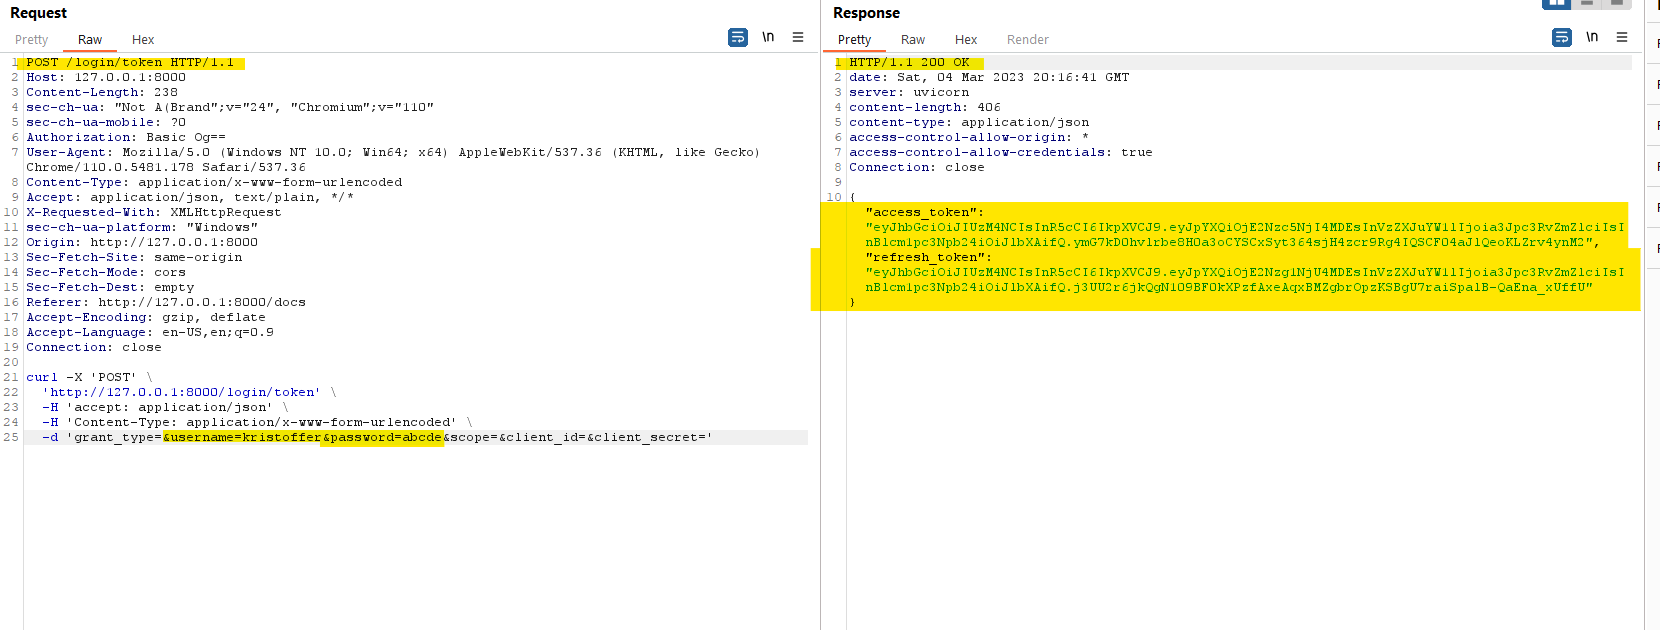 Request
Pretty Raw Hex
\n
1 POST /login/token HTTP/1.1
2 Host: 127.0.0.1:8000
3 Content-Length: 238
4 sec-ch-ua: "Not A(Brand";v="24", "Chromium";v="110"
5 sec-ch-ua-mobile: ?0
6 Authorization: Basic Og==
7 User-Agent: Mozilla/5.0 (Windows NT 10.0; Win64; x64) AppleWebKit/537.36 (KHTML, like Gecko)
Chrome/110.0.5481.178 Safari/537.36
8 Content-Type: application/x-www-form-urlencoded
9 Accept: application/json, text/plain, */*
10 X-Requested-With: XMLHttpRequest
11 sec-ch-ua-platform: "Windows"
12 Origin: http://127.0.0.1:8000
13 Sec-Fetch-Site: same-origin
14 Sec-Fetch-Mode: cors
15 Sec-Fetch-Dest: empty
16 Referer: http://127.0.0.1:8000/docs
17 Accept-Encoding: gzip, deflate
18 Accept-Language: en-US,en;q=0.9
19 Connection: close
20
21 curl -X 'POST' \
22 'http://127.0.0.1:8000/login/token' \
23 -H 'accept: application/json' \
24 -H 'Content-Type: application/x-www-form-urlencoded' \
25 -d 'grant_type=&username=kristoffer&password=abcde&scope=&client_id=&client_secret='
Response
Pretty Raw Hex Render
\n
1 HTTP/1.1 200 OK
2 date: Sat, 04 Mar 2023 20:16:41 GMT
3 server: uvicorn
4 content-length: 406
5 content-type: application/json
6 access-control-allow-origin: *
7 access-control-allow-credentials: true
8 Connection: close
9
10 {
"access_token":
"refresh_token":
}